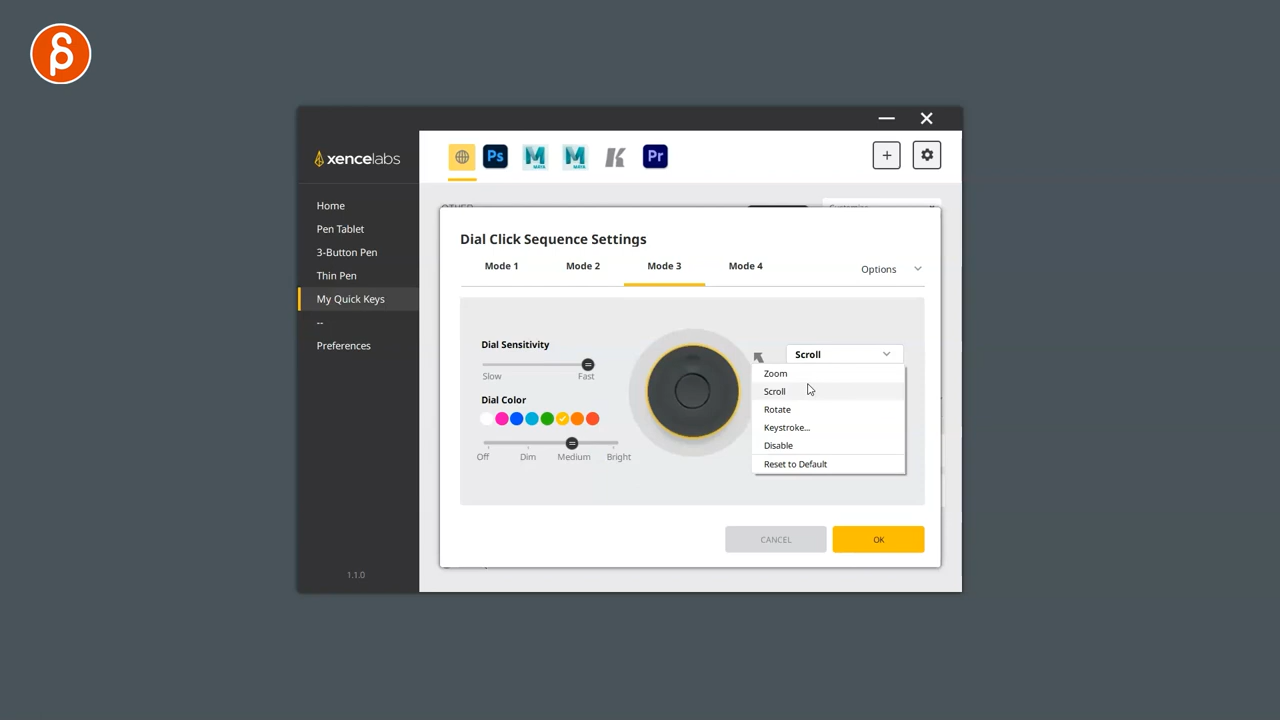 xencelabs
Ps
MAYA
MAYA
K
Pr
+
Home
Pen Tablet
3-Button Pen
Thin Pen
My Quick Keys
--
Preferences
1.1.0
Dial Click Sequence Settings
Mode 1
Mode 2
Mode 3
Mode 4
Options
Dial Sensitivity
Slow
Fast
Dial Color
Off
Dim
Medium
Bright
Scroll
Zoom
Scroll
Rotate
Keystroke...
Disable
Reset to Default
CANCEL
OK